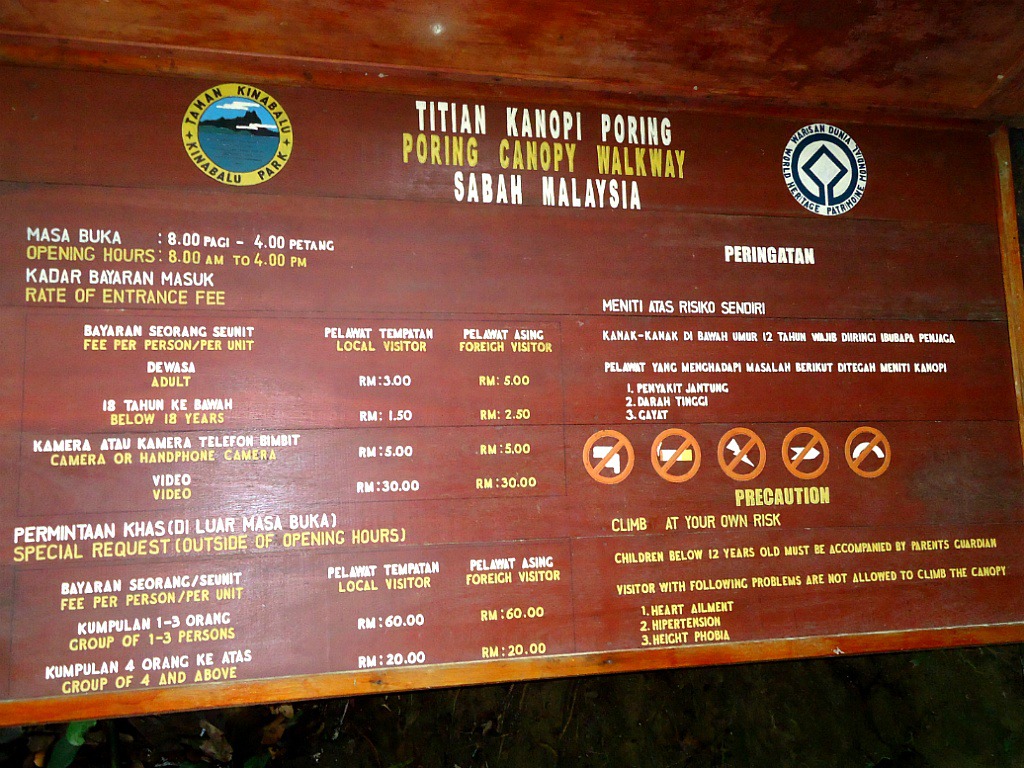 TAMAN KINABALU
KINABALU PARK
TITIAN KANOPI PORING
PORING CANOPY WALKWAY
SABAH MALAYSIA
WARISAN DUNIA
WORLD HERITAGE PATRIMOINE MONDIAL
MASA BUKA : 8.00 PAGI - 4.00 PETANG
OPENING HOURS : 8.00 AM TO 4.00 PM
KADAR BAYARAN MASUK
RATE OF ENTRANCE FEE
BAYARAN SEORANG SEUNIT PELAWAT TEMPATAN PELAWAT ASING
FEE PER PERSON/PER UNIT LOCAL VISITOR FOREIGH VISITOR
DEWASA
ADULT RM:3.00 RM: 5.00
18 TAHUN KE BAWAH
BELOW 18 YEARS RM: 1.50 RM: 2.50
KAMERA ATAU KAMERA TELEFON BIMBIT
CAMERA OR HANDPHONE CAMERA RM:5.00 RM:5.00
VIDEO
VIDEO RM:30.00 RM:30.00
PERMINTAAN KHAS(DI LUAR MASA BUKA)
SPECIAL REQUEST(OUTSIDE OF OPENING HOURS)
BAYARAN SEORANG/SEUNIT PELAWAT TEMPATAN PELAWAT ASING
FEE PER PERSON/PER UNIT LOCAL VISITOR FOREIGH VISITOR
KUMPULAN 1-3 ORANG
GROUP OF 1-3 PERSONS RM:60.00 RM:60.00
KUMPULAN 4 ORANG KE ATAS
GROUP OF 4 AND ABOVE RM:20.00 RM:20.00
PERINGATAN
MENITI ATAS RISIKO SENDIRI
KANAK-KANAK DI BAWAH UMUR 12 TAHUN WAJIB DIIRINGI IBUBAPA PENJAGA
PELAWAT YANG MENGHADAPI MASALAH BERIKUT DITEGAH MENITI KANOPI
1. PENYAKIT JANTUNG
2. DARAH TINGGI
3. GAYAT
PRECAUTION
CLIMB AT YOUR OWN RISK
CHILDREN BELOW 12 YEARS OLD MUST BE ACCOMPANIED BY PARENTS GUARDIAN
VISITOR WITH FOLLOWING PROBLEMS ARE NOT ALLOWED TO CLIMB THE CANOPY
1. HEART AILMENT
2. HIPERTENSION
3. HEIGHT PHOBIA